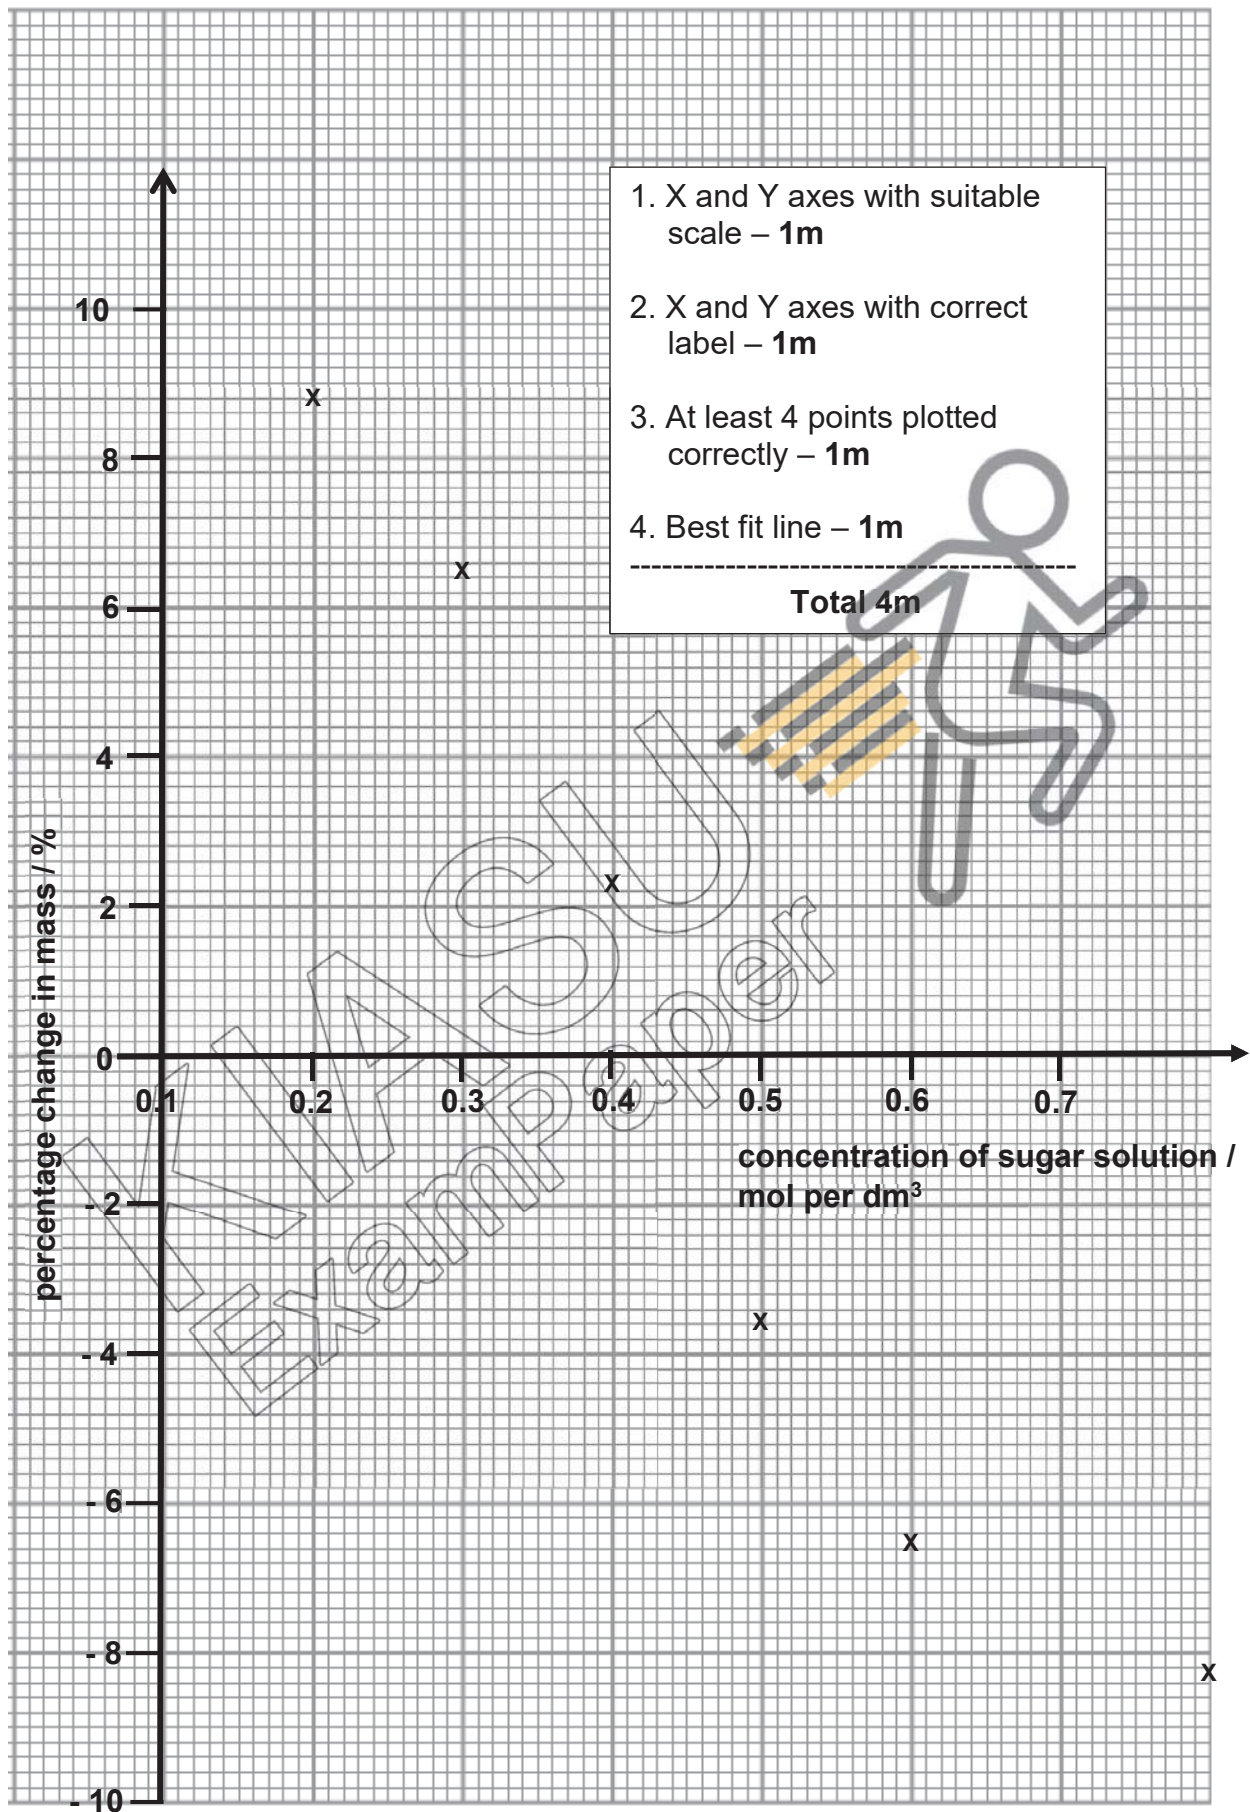 1. X and Y axes with suitable
scale – 1m
2. X and Y axes with correct
label – 1m
3. At least 4 points plotted
correctly – 1m
4. Best fit line – 1m
--------------------------------------------
Total 4m
10
8
6
4
2
0
- 2
- 4
- 6
- 8
- 10
percentage change in mass / %
0.1 0.2 0.3 0.4 0.5 0.6 0.7
concentration of sugar solution /
mol per dm³
x
x
x
x
x
x
KIASU
ExamPaper